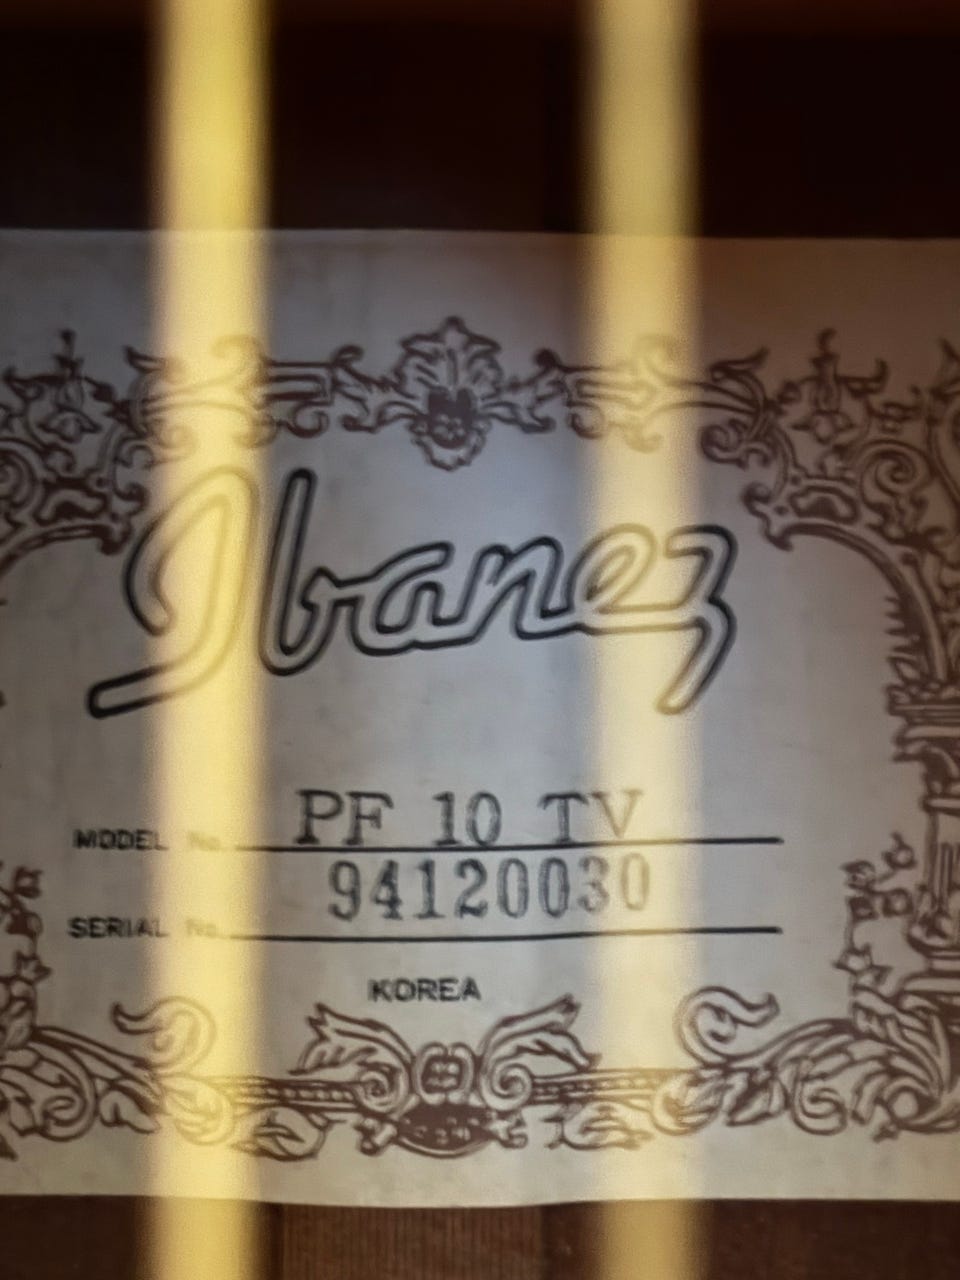 Ibanez
MODEL No. PF 10 TV
SERIAL No. 94120030
KOREA